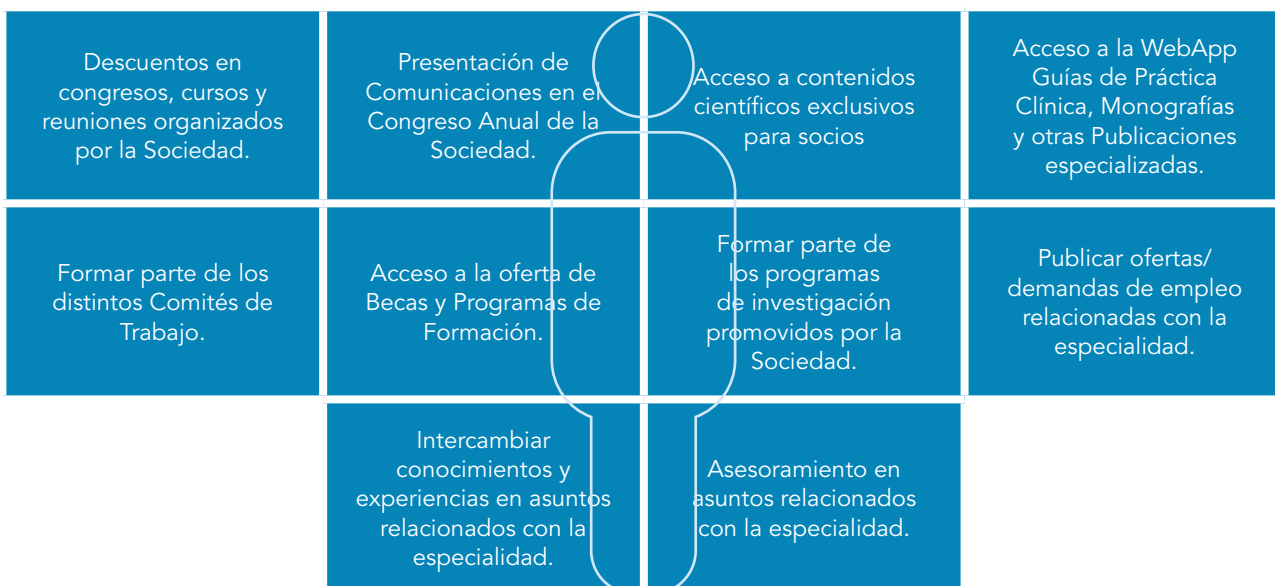 Descuentos en
congresos, cursos y
reuniones organizados
por la Sociedad.
Presentación de
Comunicaciones en el
Congreso Anual de la
Sociedad.
Acceso a contenidos
científicos exclusivos
para socios
Acceso a la WebApp
Guías de Práctica
Clínica, Monografías
y otras Publicaciones
especializadas.
Formar parte de los
distintos Comités de
Trabajo.
Acceso a la oferta de
Becas y Programas de
Formación.
Formar parte de
los programas
de investigación
promovidos por la
Sociedad.
Publicar ofertas/
demandas de empleo
relacionadas con la
especialidad.
Intercambiar
conocimientos y
experiencias en asuntos
relacionados con la
especialidad.
Asesoramiento en
asuntos relacionados
con la especialidad.